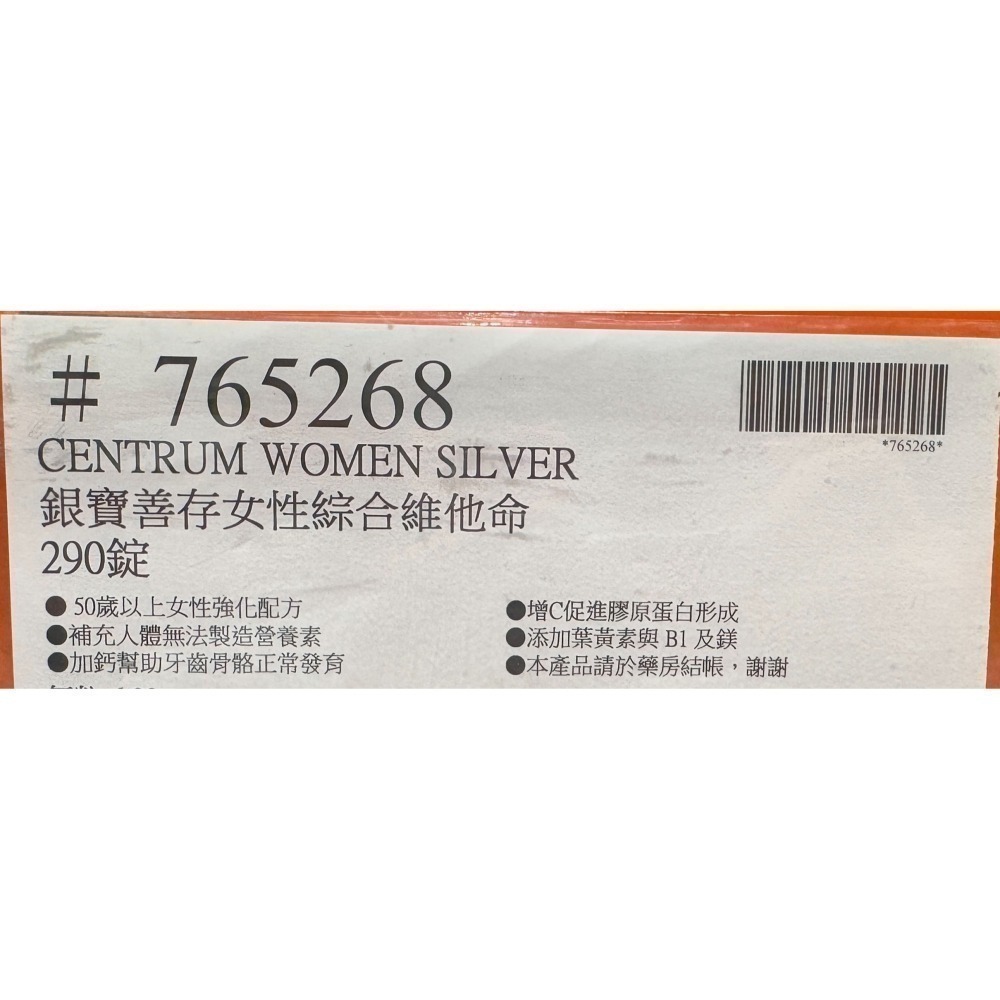 # 765268
*765268*
CENTRUM WOMEN SILVER
銀寶善存女性綜合維他命
290錠
● 50歲以上女性強化配方
●補充人體無法製造營養素
●加鈣幫助牙齒骨骼正常發育
●增C促進膠原蛋白形成
●添加葉黃素與 B1 及鎂
●本產品請於藥房結帳，謝謝